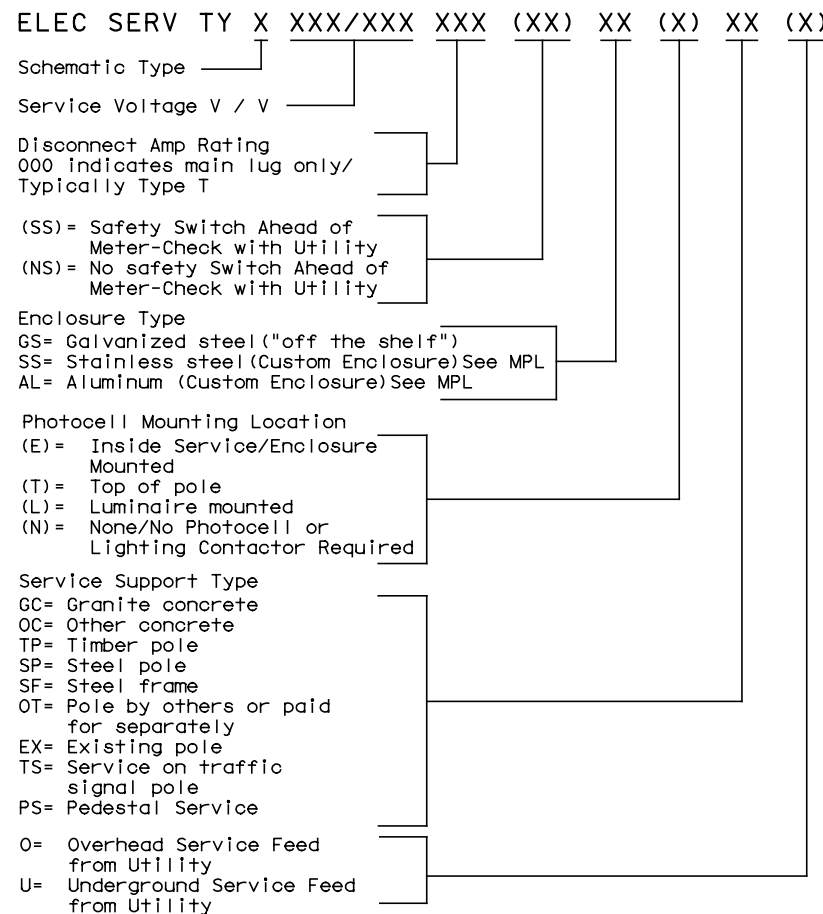 ELEC SERV TY X XXX/XXX XXX (XX) XX (X) XX (X)
Schematic Type
Service Voltage V / V
Disconnect Amp Rating
000 indicates main lug only/
Typically Type T
(SS)= Safety Switch Ahead of
Meter-Check with Utility
(NS)= No safety Switch Ahead of
Meter-Check with Utility
Enclosure Type
GS= Galvanized steel("off the shelf")
SS= Stainless steel(Custom Enclosure)See MPL
AL= Aluminum (Custom Enclosure)See MPL
Photocell Mounting Location
(E)= Inside Service/Enclosure
Mounted
(T)= Top of pole
(L)= Luminaire mounted
(N)= None/No Photocell or
Lighting Contactor Required
Service Support Type
GC= Granite concrete
OC= Other concrete
TP= Timber pole
SP= Steel pole
SF= Steel frame
OT= Pole by others or paid
for separately
EX= Existing pole
TS= Service on traffic
signal pole
PS= Pedestal Service
O= Overhead Service Feed
from Utility
U= Underground Service Feed
from Utility